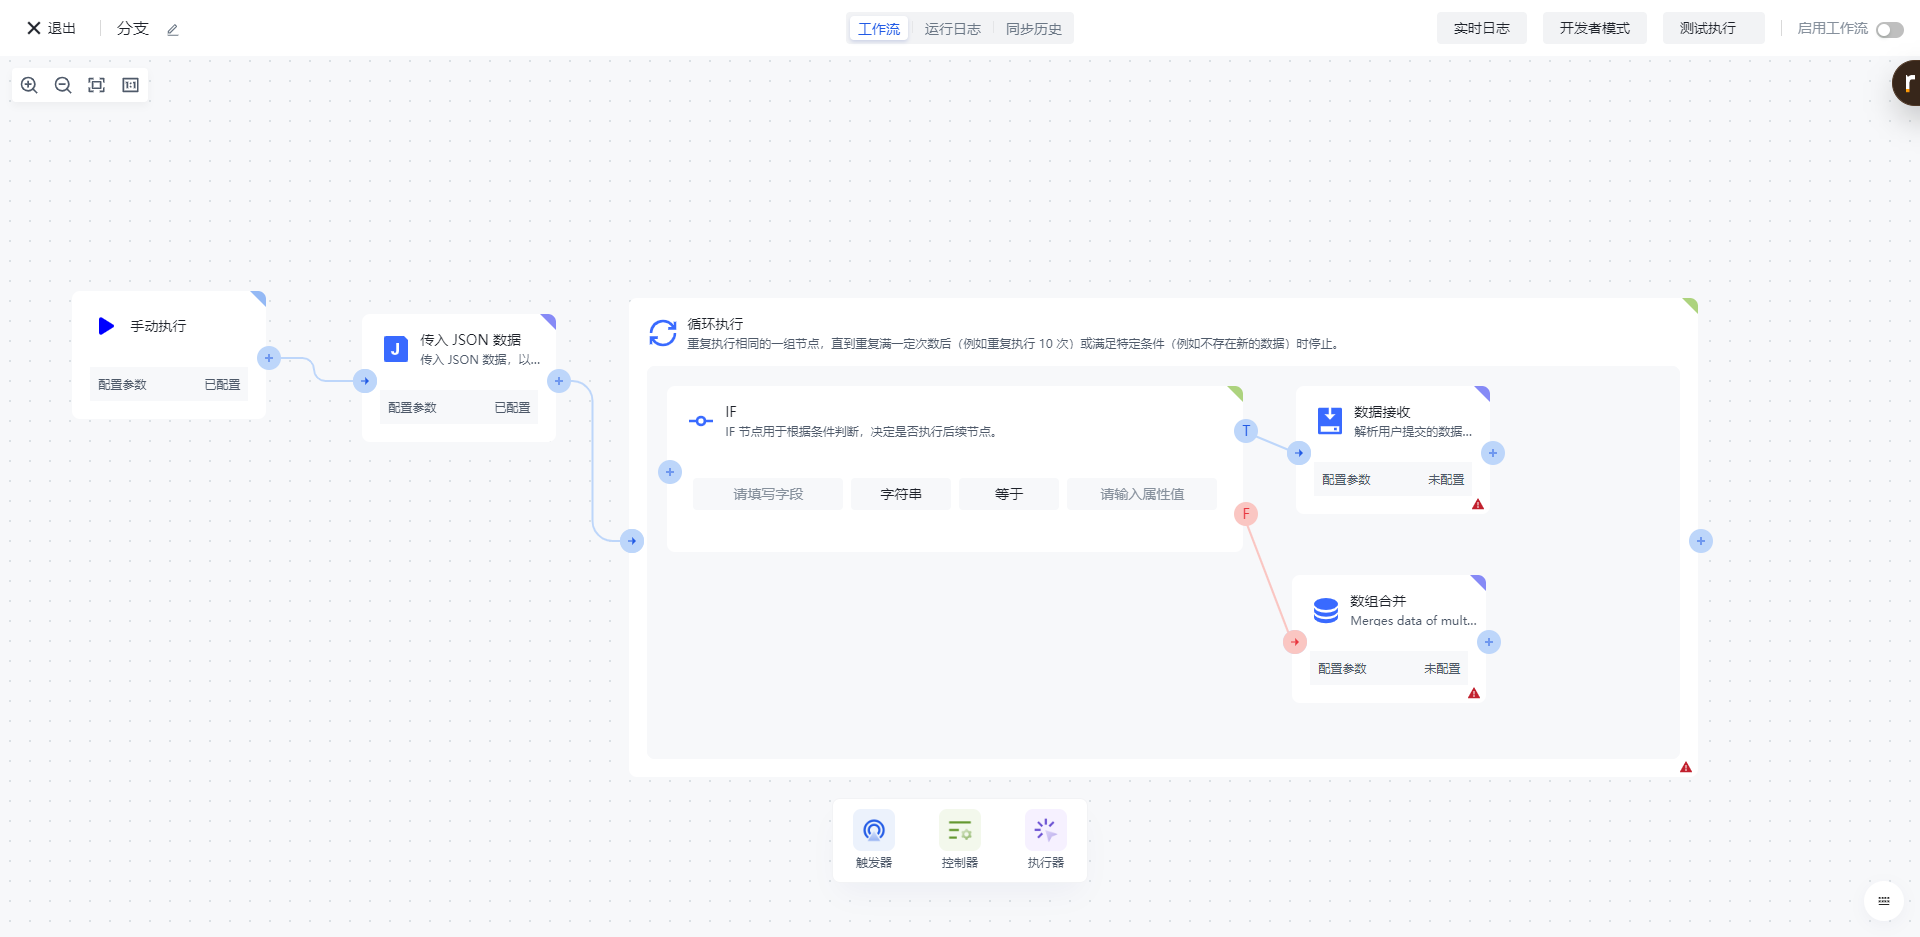 退出
分支
工作流
运行日志
同步历史
实时日志
开发者模式
测试执行
启用工作流
1:1
r
手动执行
配置参数
已配置
J
传入 JSON 数据
传入 JSON 数据，以...
配置参数
已配置
循环执行
重复执行相同的一组节点，直到重复满一定次数后（例如重复执行 10 次）或满足特定条件（例如不存在新的数据）时停止。
IF
IF 节点用于根据条件判断，决定是否执行后续节点。
请填写字段
字符串
等于
请输入属性值
T
F
数据接收
解析用户提交的数据...
配置参数
未配置
数组合并
Merges data of mult...
配置参数
未配置
触发器
控制器
执行器